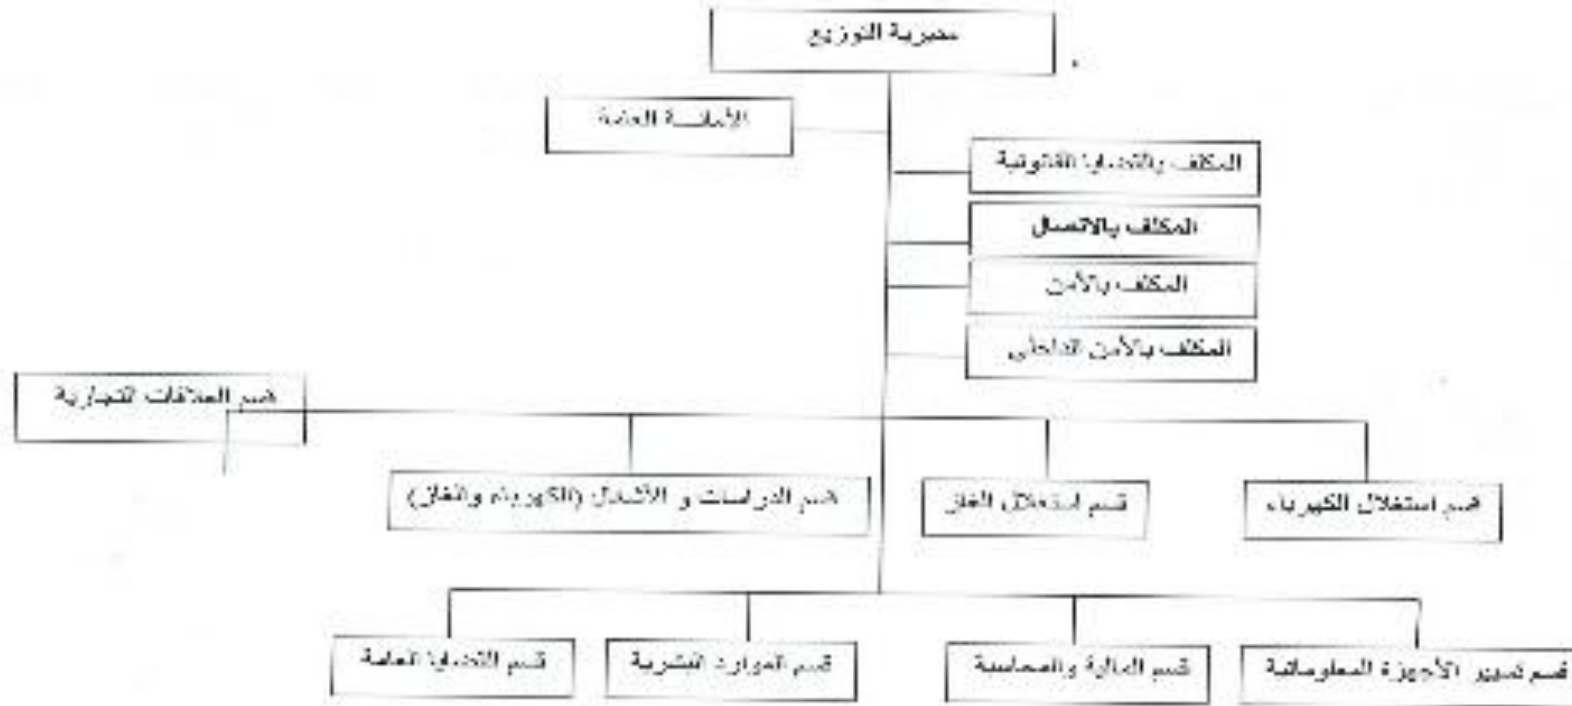 مديرية التوزيع
الأمانة العامة
المكلف بالقضايا القانونية
المكلف بالاتصال
المكلف بالأمن
المكلف بالأمن الداخلي
قسم العلاقات التجارية
قسم استغلال الكهرباء
قسم استغلال الغاز
قسم الدراسات و الأشغال (الكهرباء والغاز)
قسم تسيير الأجهزة المعلوماتية
قسم المالية والمحاسبة
قسم الموارد البشرية
قسم القضايا العامة